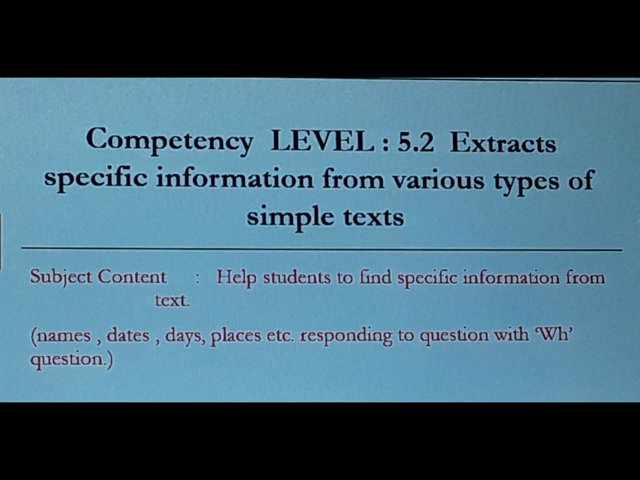 Competency LEVEL : 5.2 Extracts
specific information from various types of
simple texts
Subject Content : Help students to find specific information from
text.
(names , dates , days, places etc. responding to question with ‘Wh’
question.)